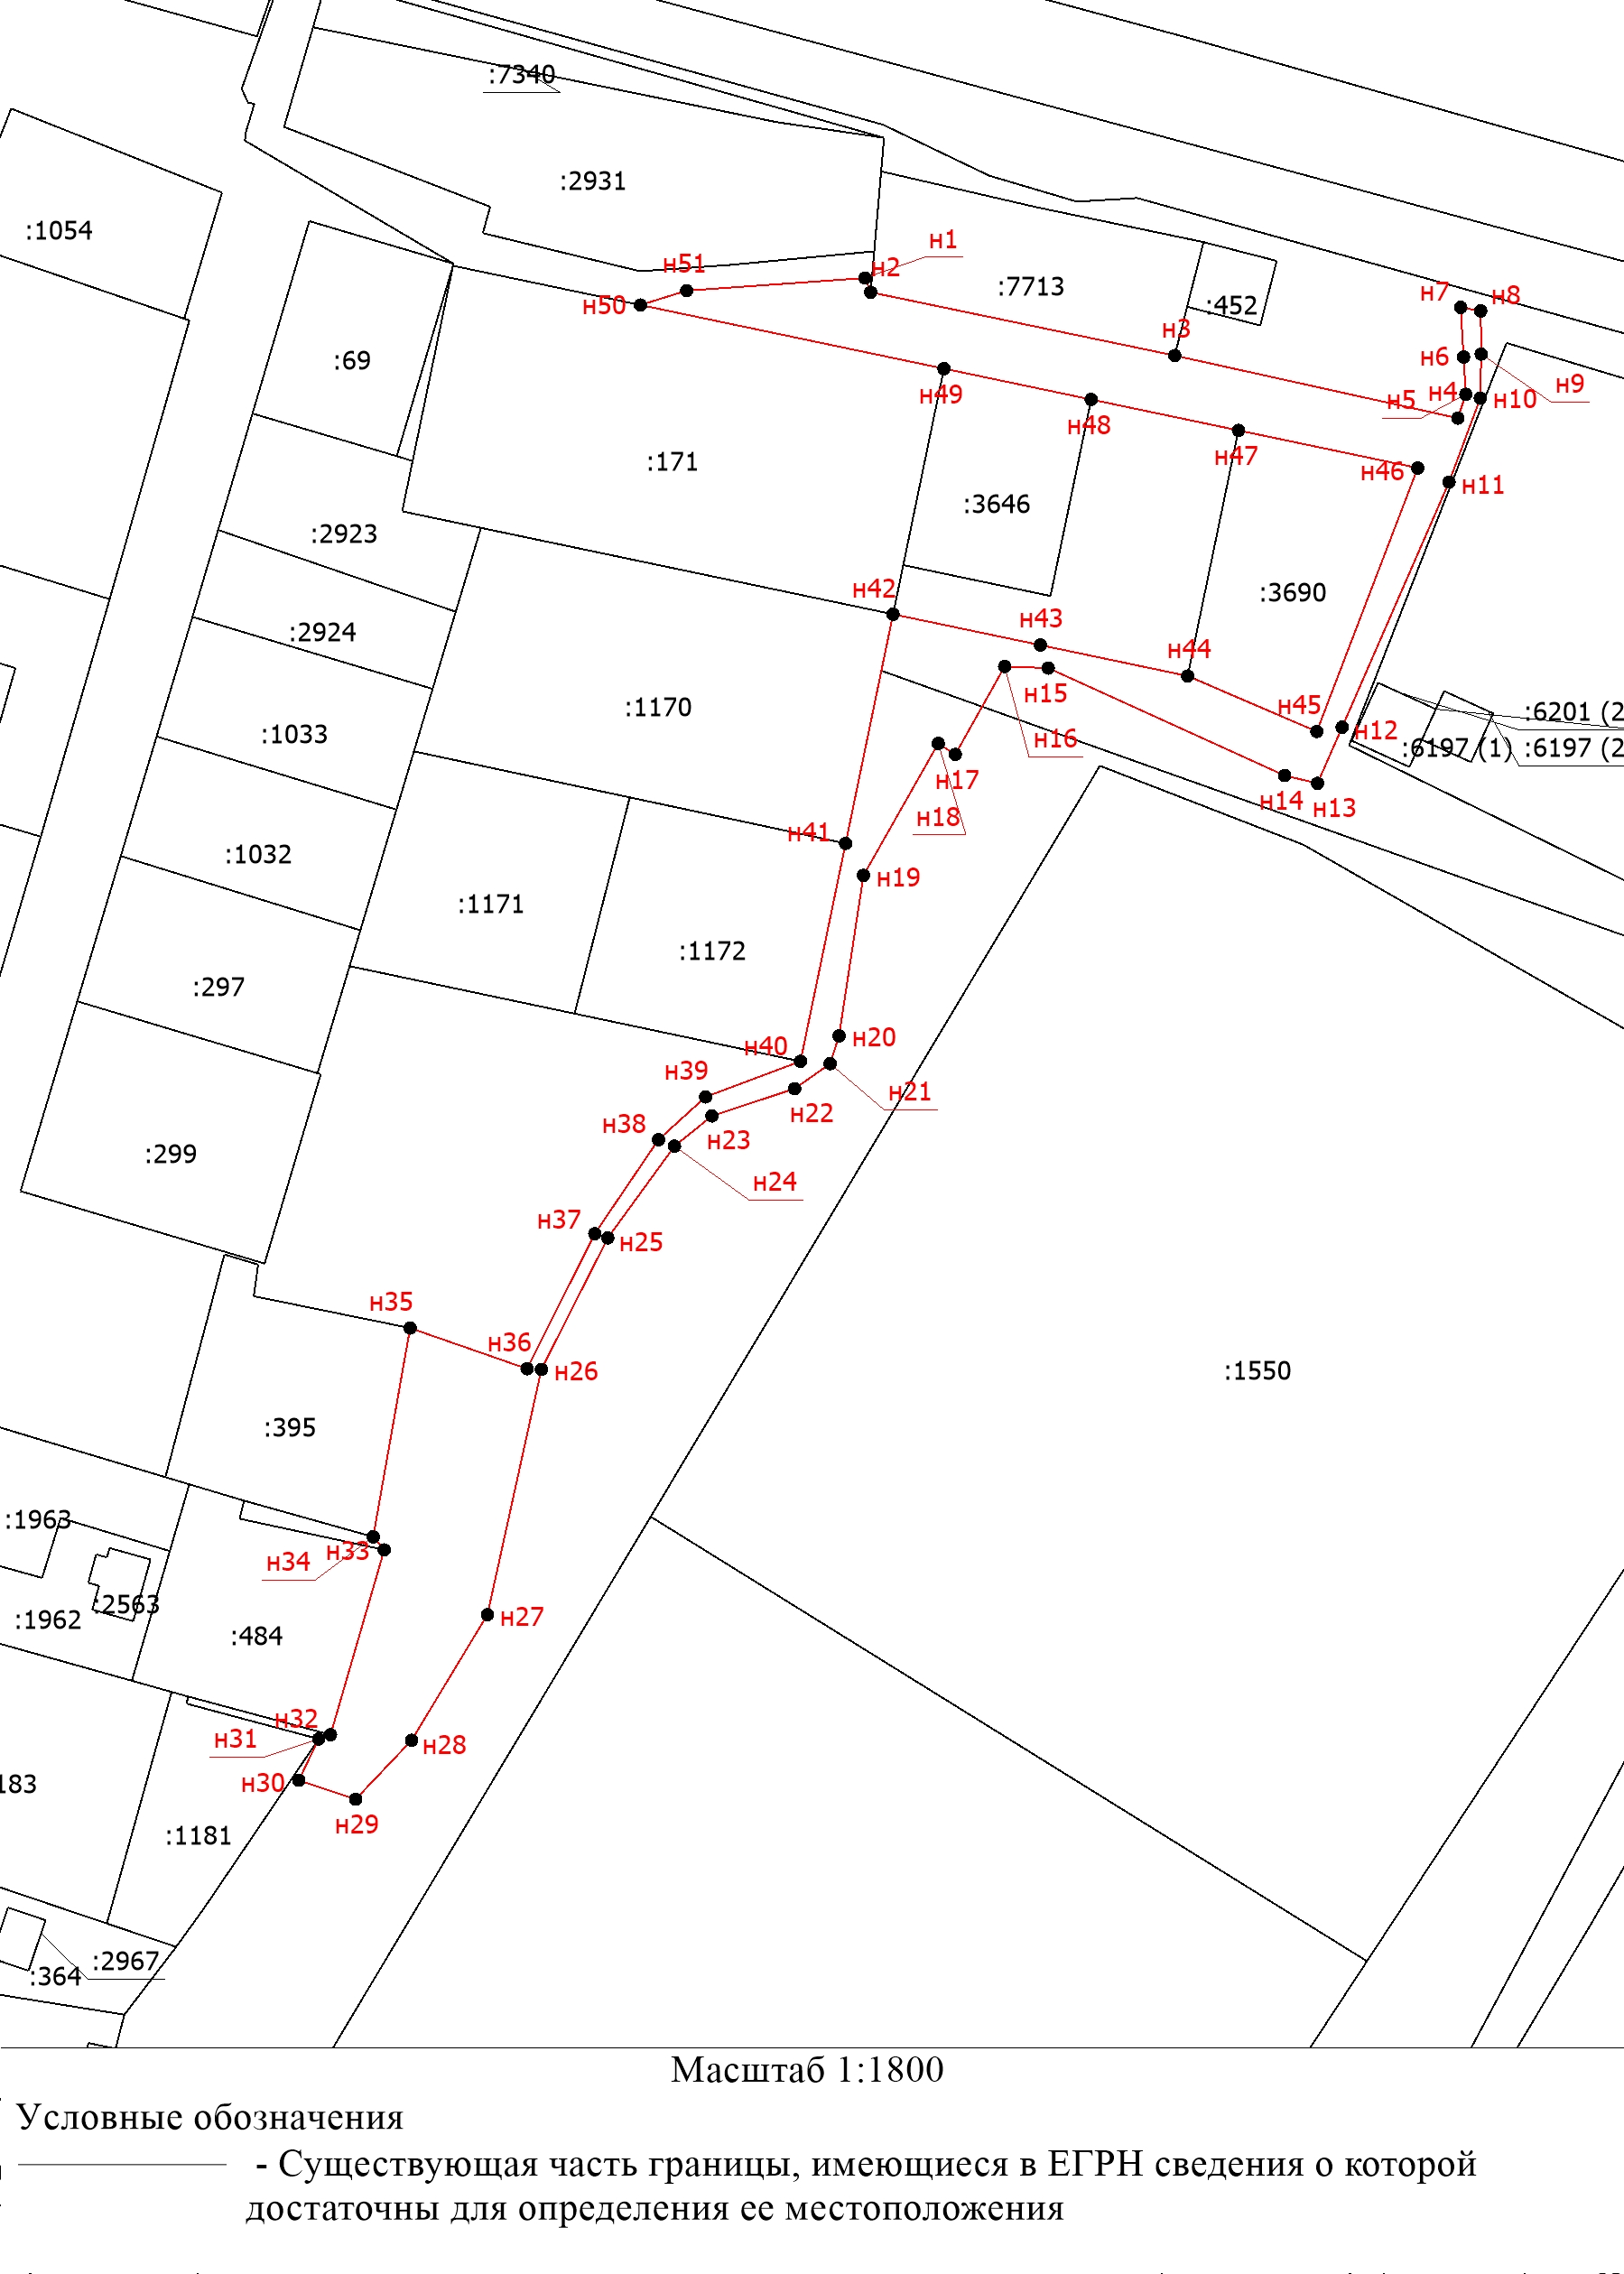 :7340
:2931
:1054
н1
н2
н51
:7713
н50
:452
н7
н8
н3
:69
н6
н9
н4
н5
н10
н49
н48
н47
:171
н46
н11
:3646
:2923
н42
:3690
:2924
н43
н44
:1170
н15
н45
:6201 (2
:1033
н12
н16
:6197 (1)
:6197 (2
н17
н14
н13
н18
н41
:1032
н19
:1171
:1172
:297
н20
н40
н39
н21
н22
н38
н23
:299
н24
н37
н25
н35
н36
н26
:1550
:395
:1963
н33
н34
:2563
:1962
н27
:484
н32
н31
н28
н30
183
н29
:1181
:2967
:364
Масштаб 1:1800
Условные обозначения
- Существующая часть границы, имеющиеся в ЕГРН сведения о которой
достаточны для определения ее местоположения